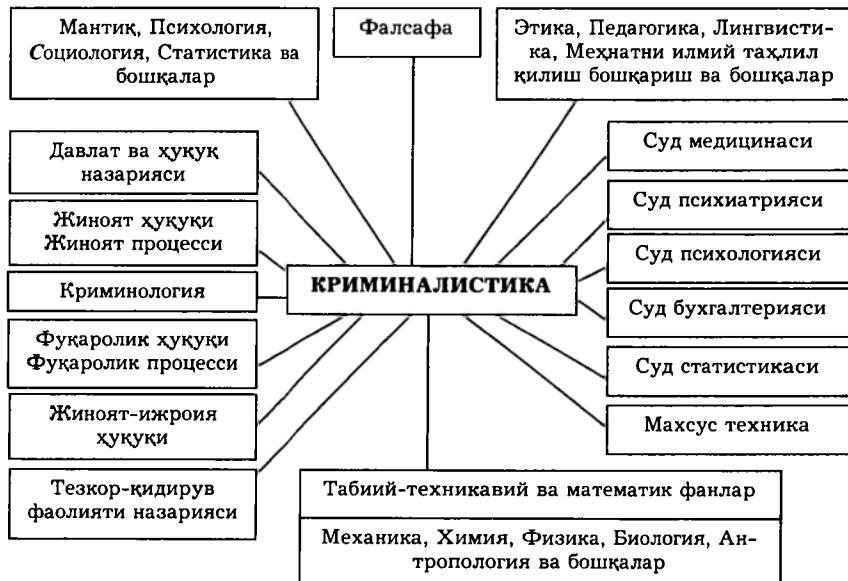 Мантиқ, Психология,
Социология, Статистика ва
бошқалар
Фалсафа
Этика, Педагогика, Лингвисти-
ка, Меҳнатни илмий таҳлил
қилиш бошқариш ва бошқалар
Давлат ва ҳуқуқ
назарияси
Жиноят ҳуқуқи
Жиноят процесси
Криминология
Фуқаролик ҳуқуқи
Фуқаролик процесси
Жиноят-ижроия
ҳуқуқи
Тезкор-қидирув
фаолияти назарияси
КРИМИНАЛИСТИКА
Суд медицинаси
Суд психиатрияси
Суд психологияси
Суд бухгалтерияси
Суд статистикаси
Махсус техника
Табиий-техникавий ва математик фанлар
Механика, Химия, Физика, Биология, Ан-
тропология ва бошқалар